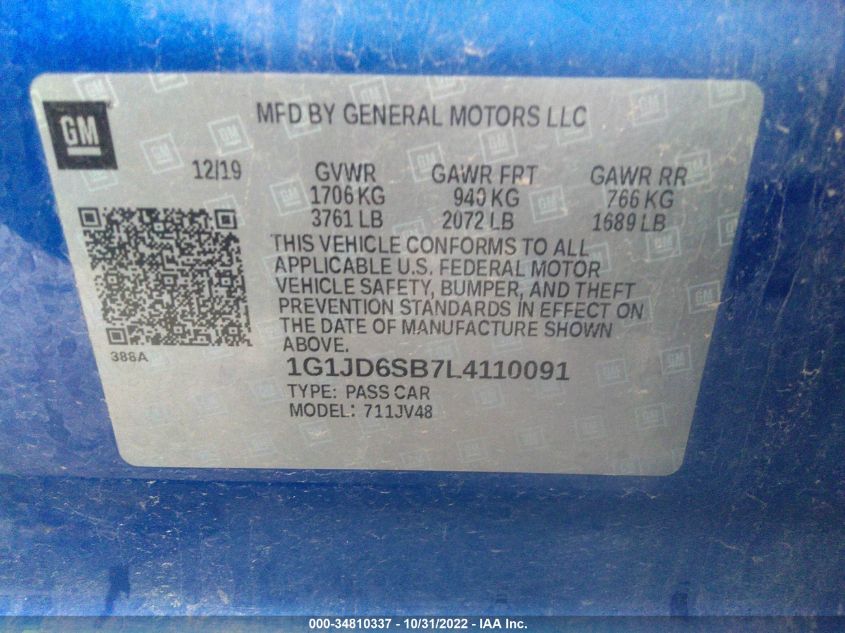 GM
MFD BY GENERAL MOTORS LLC
12/19 GVWR GAWR FRT GAWR RR
1706 KG 940 KG 766 KG
3761 LB 2072 LB 1689 LB
THIS VEHICLE CONFORMS TO ALL
APPLICABLE U.S. FEDERAL MOTOR
VEHICLE SAFETY, BUMPER, AND THEFT
PREVENTION STANDARDS IN EFFECT ON
THE DATE OF MANUFACTURE SHOWN
ABOVE.
388A
1G1JD6SB7L4110091
TYPE: PASS CAR
MODEL: 711JV48
000-34810337 - 10/31/2022 - IAA Inc.